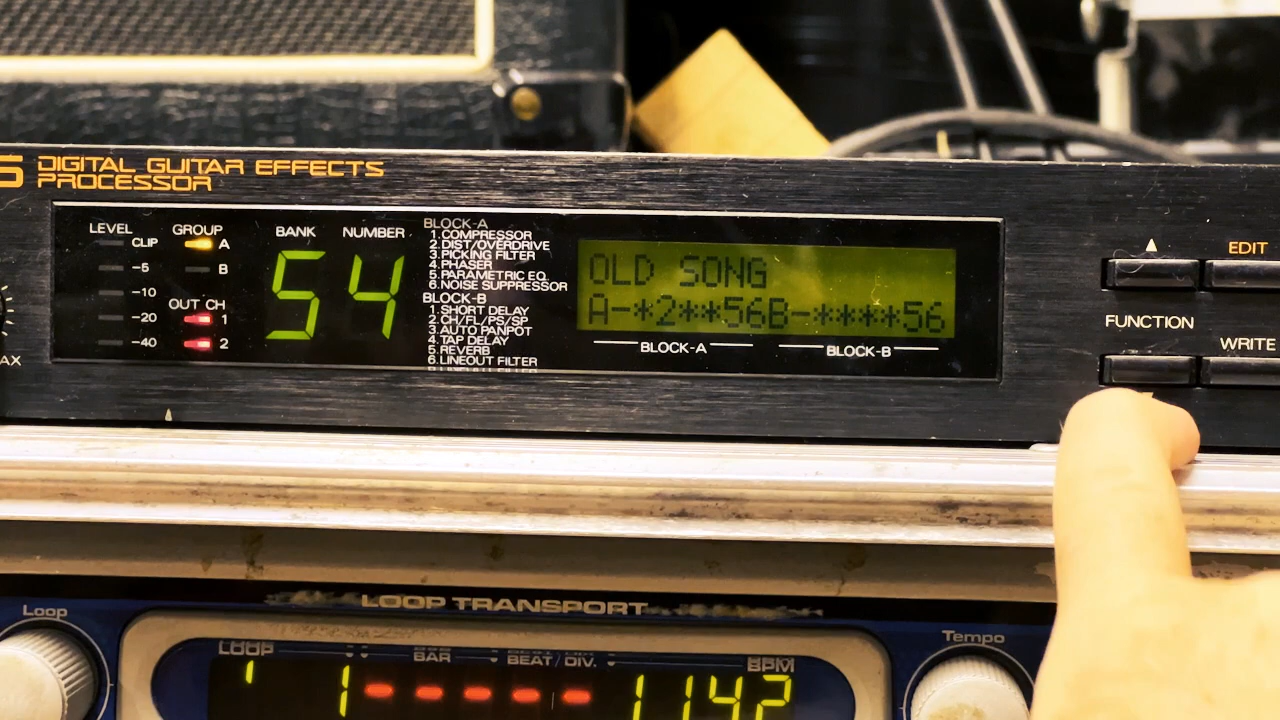 5 DIGITAL GUITAR EFFECTS
PROCESSOR
LEVEL
CLIP
-5
-10
-20
-40
GROUP
A
B
OUT CH
1
2
BANK NUMBER
54
BLOCK-A
1.COMPRESSOR
2.DIST/OVERDRIVE
3.PICKING FILTER
4.PHASER
5.PARAMETRIC EQ.
6.NOISE SUPPRESSOR
BLOCK-B
1.SHORT DELAY
2.CH/FL/PS/SP
3.AUTO PANPOT
4.TAP DELAY
5.REVERB
6.LINEOUT FILTER
OLD SONG
A-*2**56B-****56
BLOCK-A BLOCK-B
▲ EDIT
FUNCTION WRITE
AX
LOOP TRANSPORT
Loop
LOOP BAR BEAT/DIV. BPM
1 1 ----- 1142
Tempo